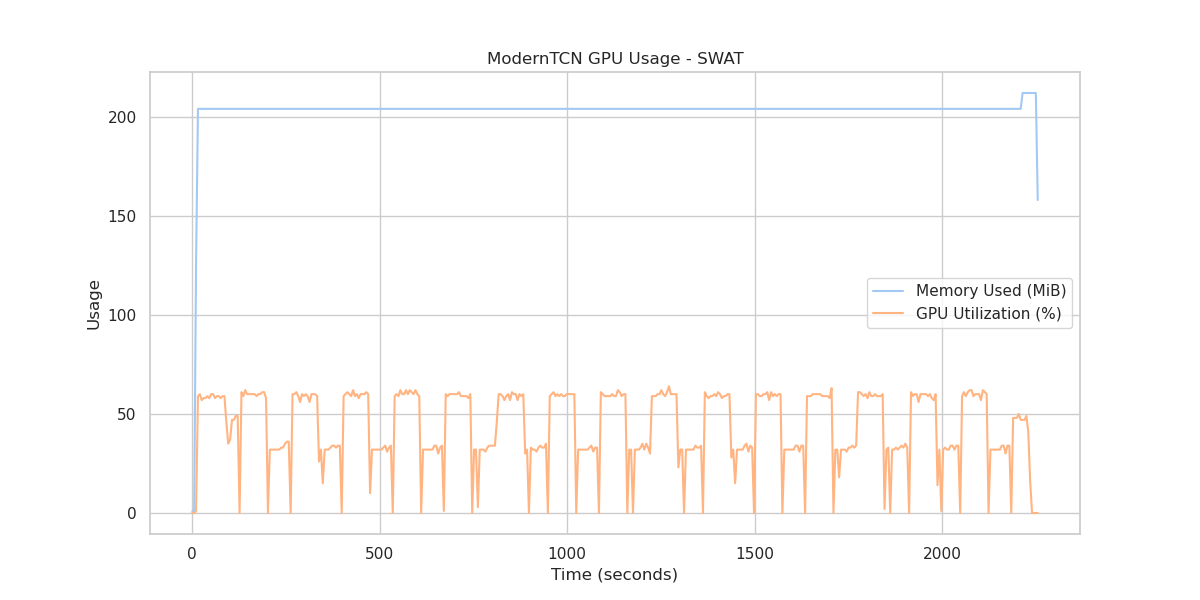 ModernTCN GPU Usage - SWAT
200
150
100
50
0
Usage
Memory Used (MiB)
GPU Utilization (%)
0 500 1000 1500 2000
Time (seconds)